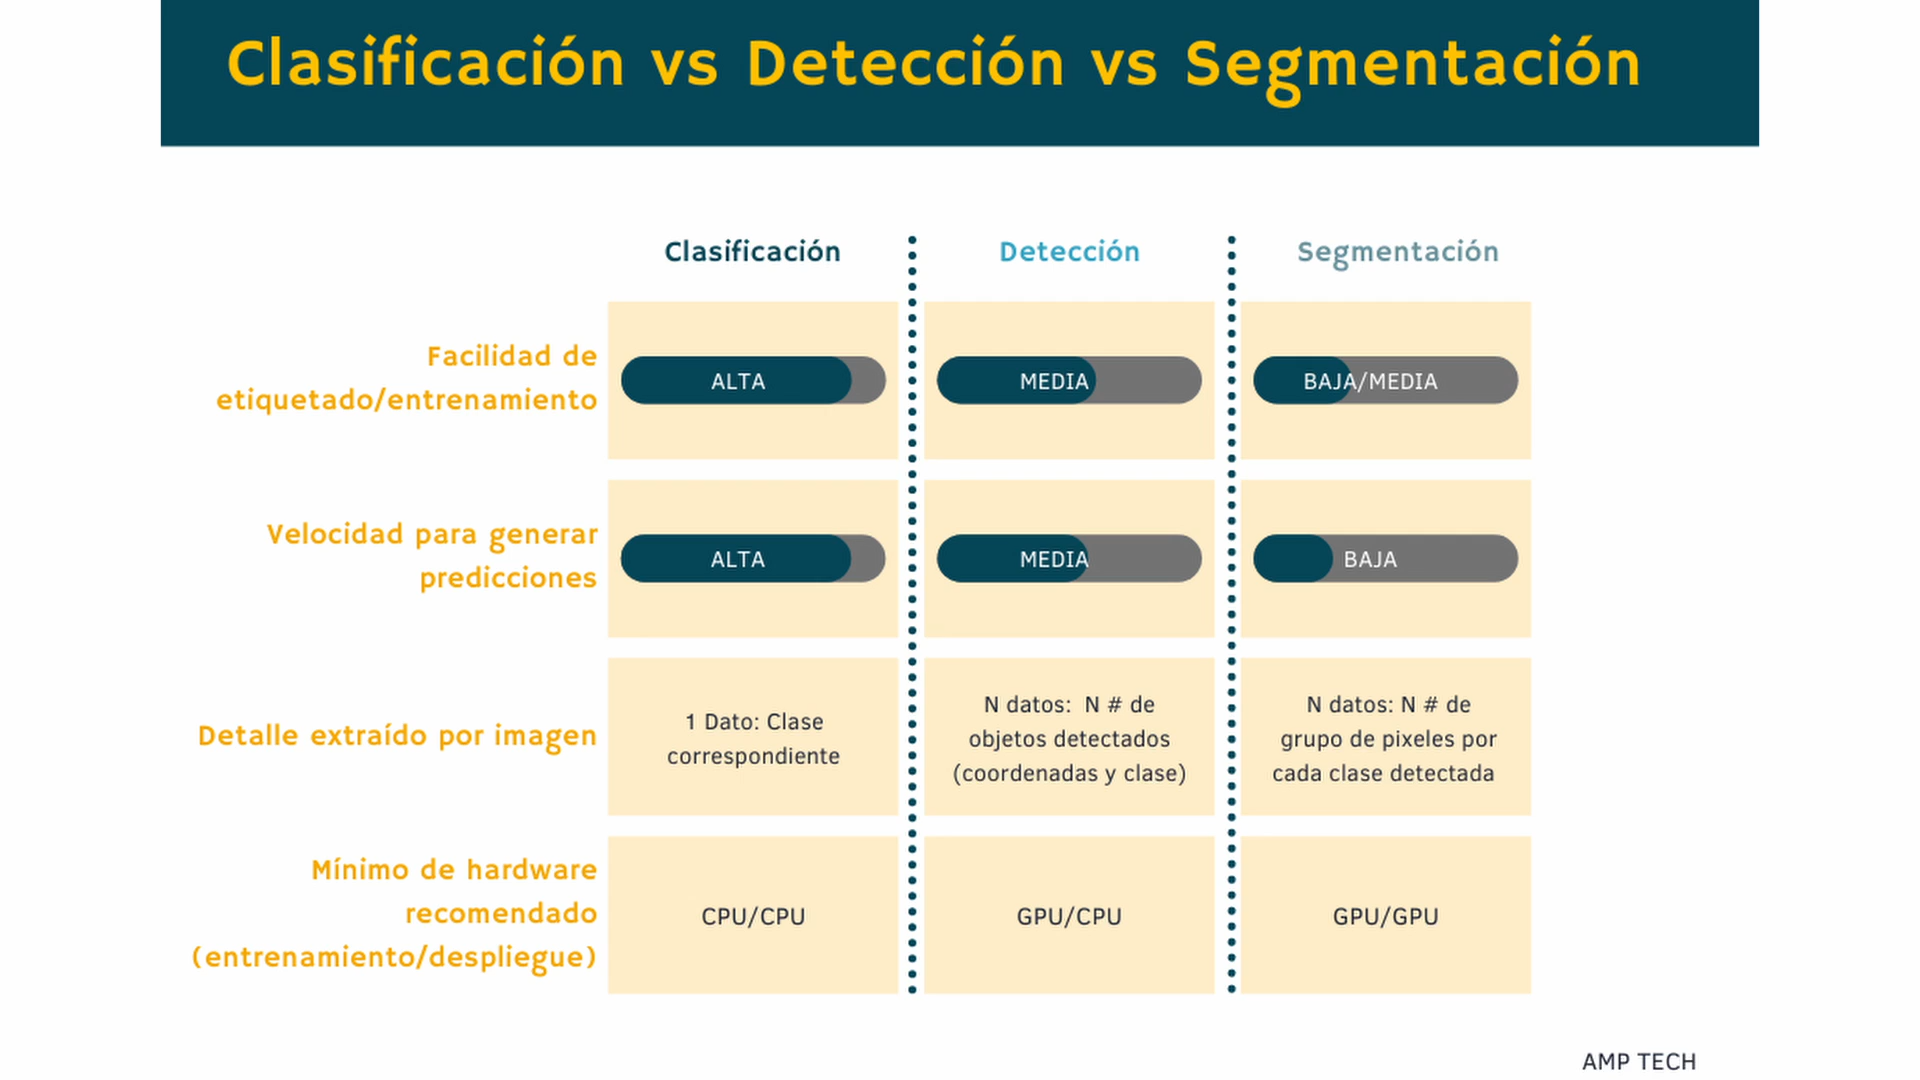 Clasificación vs Detección vs Segmentación
Clasificación
Detección
Segmentación
Facilidad de
etiquetado/entrenamiento
ALTA
MEDIA
BAJA/MEDIA
Velocidad para generar
predicciones
ALTA
MEDIA
BAJA
Detalle extraído por imagen
1 Dato: Clase
correspondiente
N datos: N # de
objetos detectados
(coordenadas y clase)
N datos: N # de
grupo de pixeles por
cada clase detectada
Mínimo de hardware
recomendado
(entrenamiento/despliegue)
CPU/CPU
GPU/CPU
GPU/GPU
AMP TECH